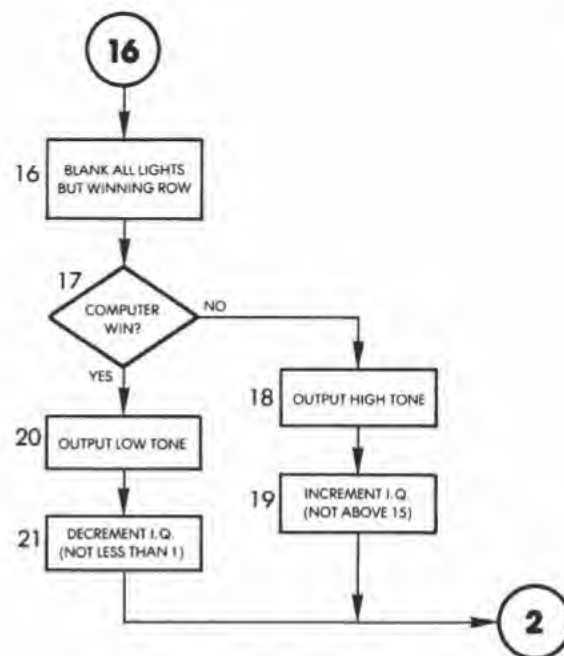 16
16
BLANK ALL LIGHTS
BUT WINNING ROW
17
COMPUTER
WIN?
NO
YES
18
OUTPUT HIGH TONE
20
OUTPUT LOW TONE
19
INCREMENT I.Q.
(NOT ABOVE 15)
21
DECREMENT I.Q.
(NOT LESS THAN 1)
2